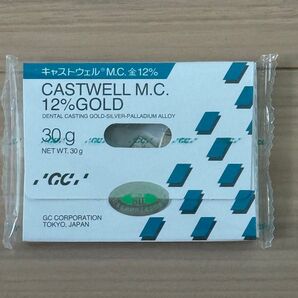 キャストウェル® M.C. 金12%
CASTWELL M.C.
12%GOLD
DENTAL CASTING GOLD-SILVER-PALLADIUM ALLOY
30g
NET WT. 30g
GC
GC CORPORATION
TOKYO, JAPAN